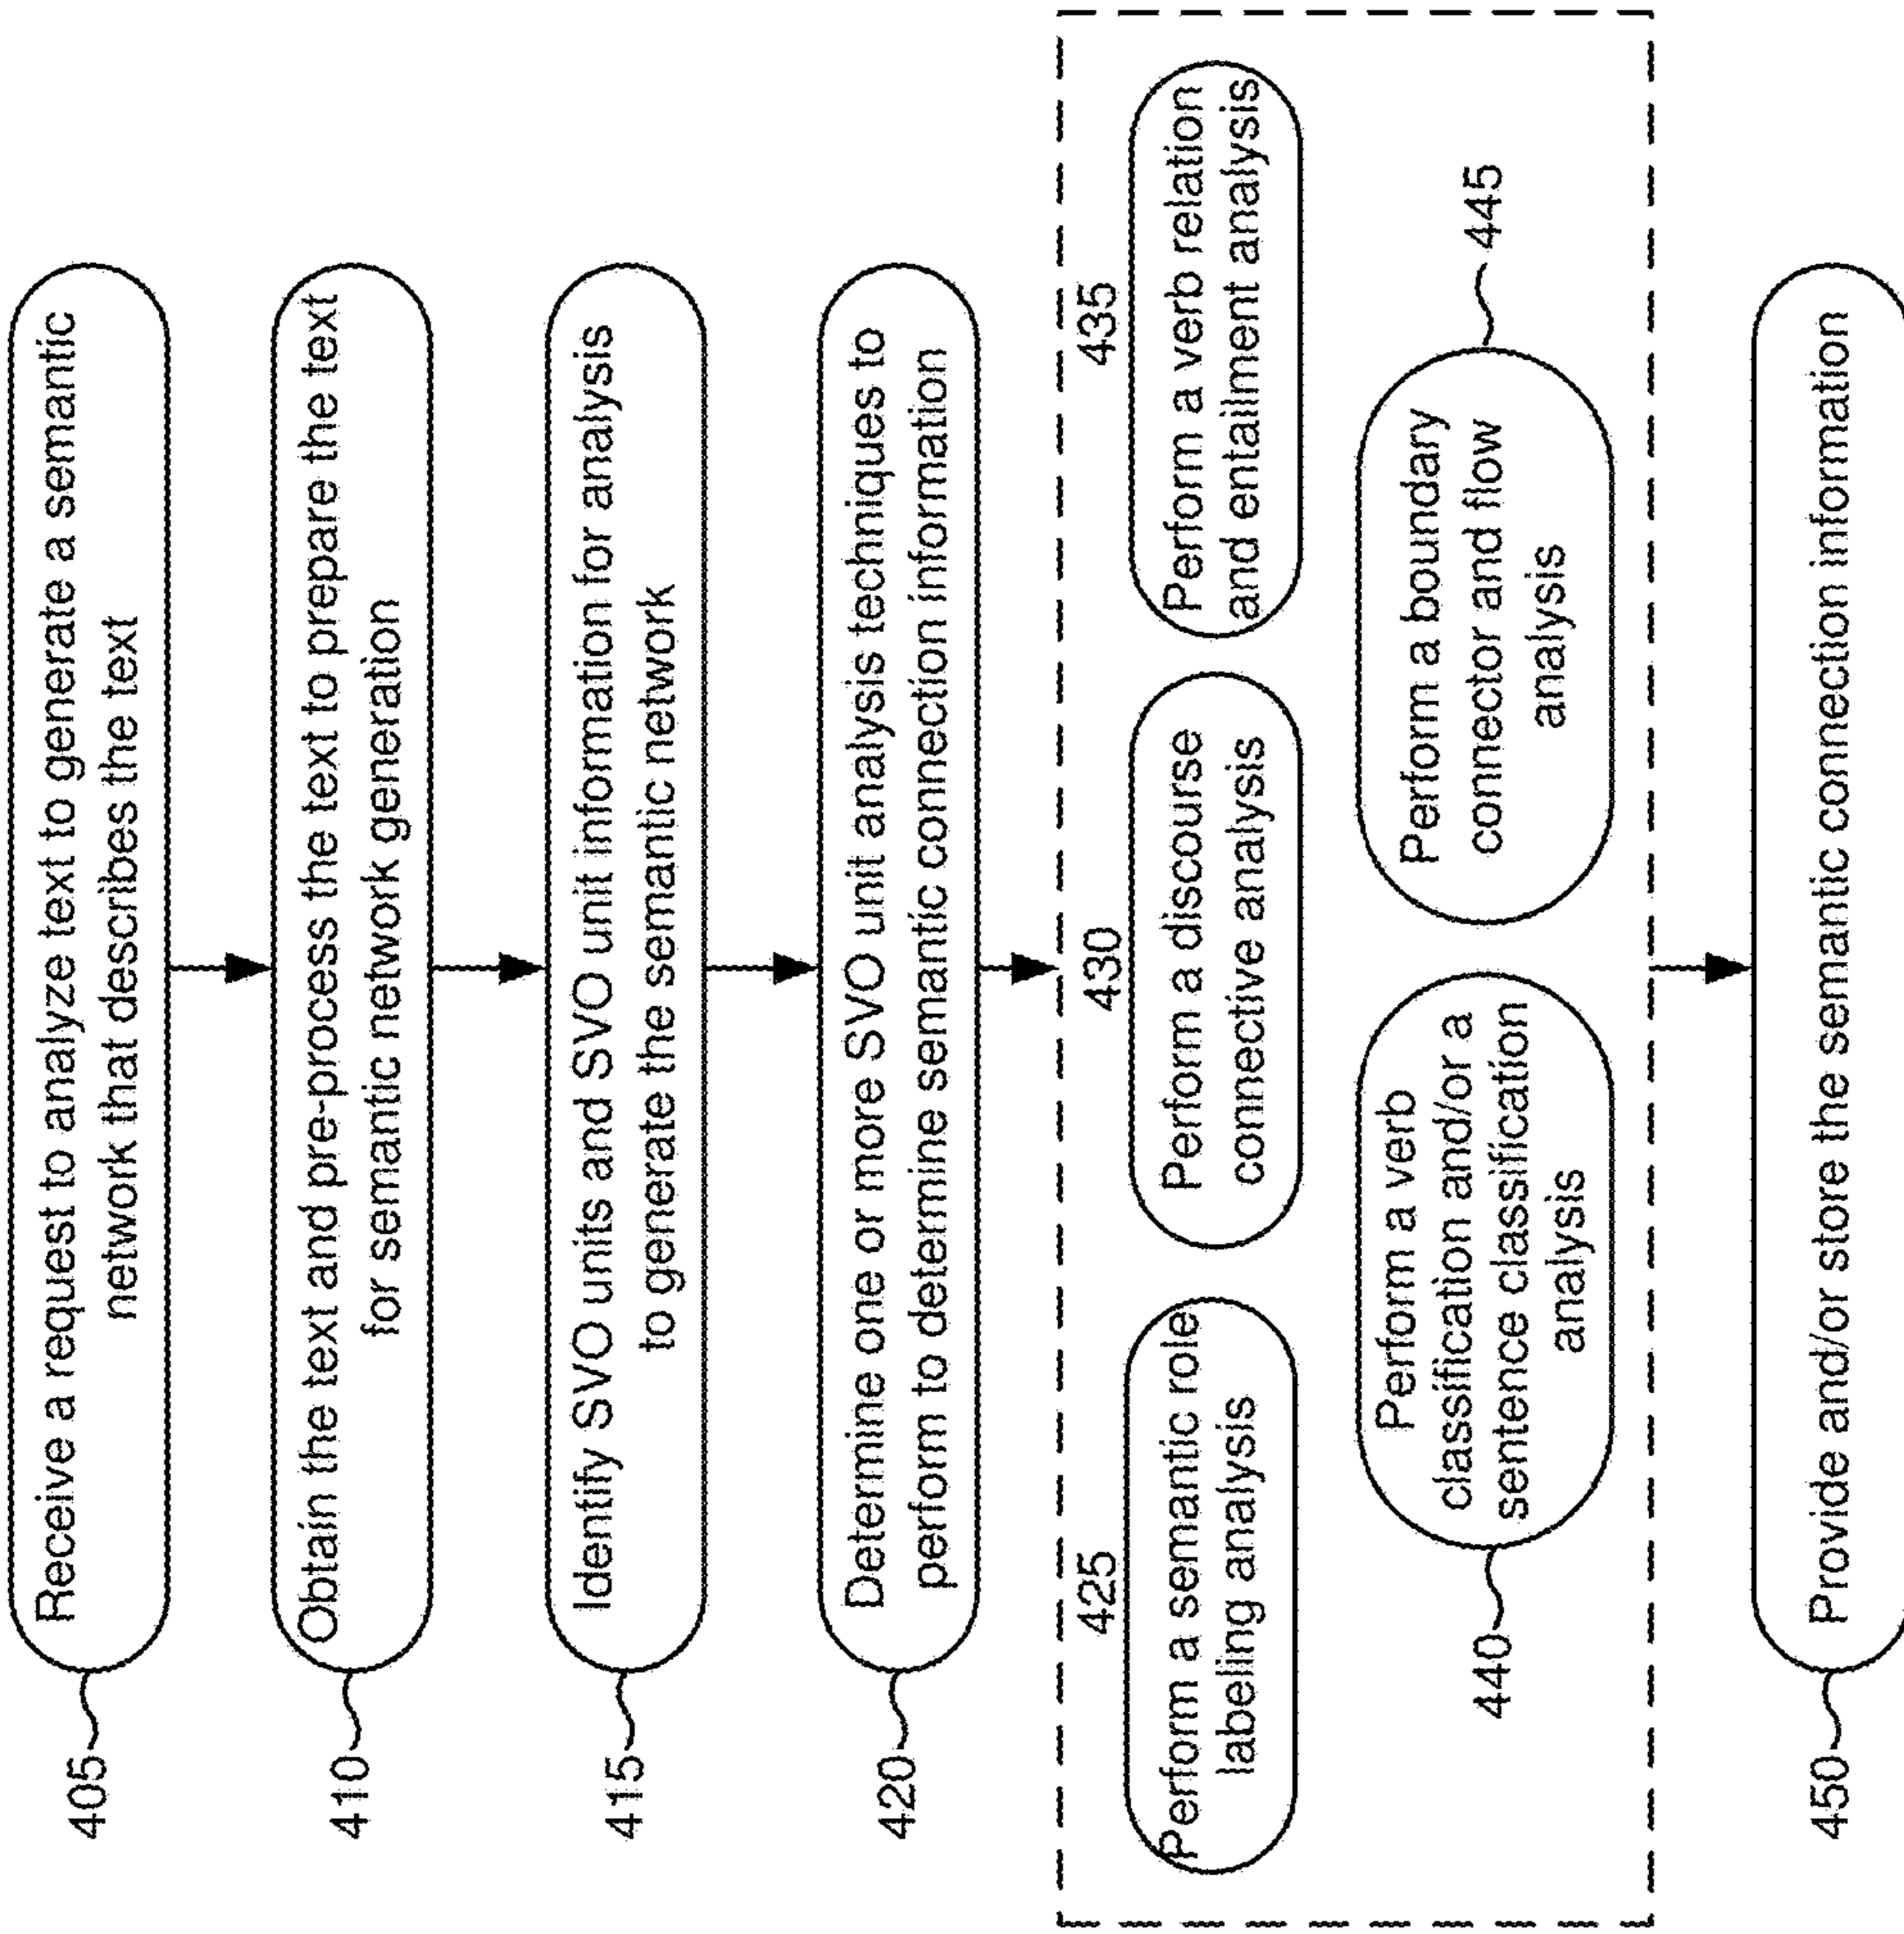 405
Receive a request to analyze text to generate a semantic
network that describes the text
410
Obtain the text and pre-process the text to prepare the text
for semantic network generation
415
Identify SVO units and SVO unit information for analysis
to generate the semantic network
420
Determine one or more SVO unit analysis techniques to
perform to determine semantic connection information
425
Perform a semantic role
labeling analysis
430
Perform a discourse
connective analysis
435
Perform a verb relation
and entailment analysis
440
Perform a verb
classification and/or a
sentence classification
analysis
445
Perform a boundary
connector and flow
analysis
450
Provide and/or store the semantic connection information